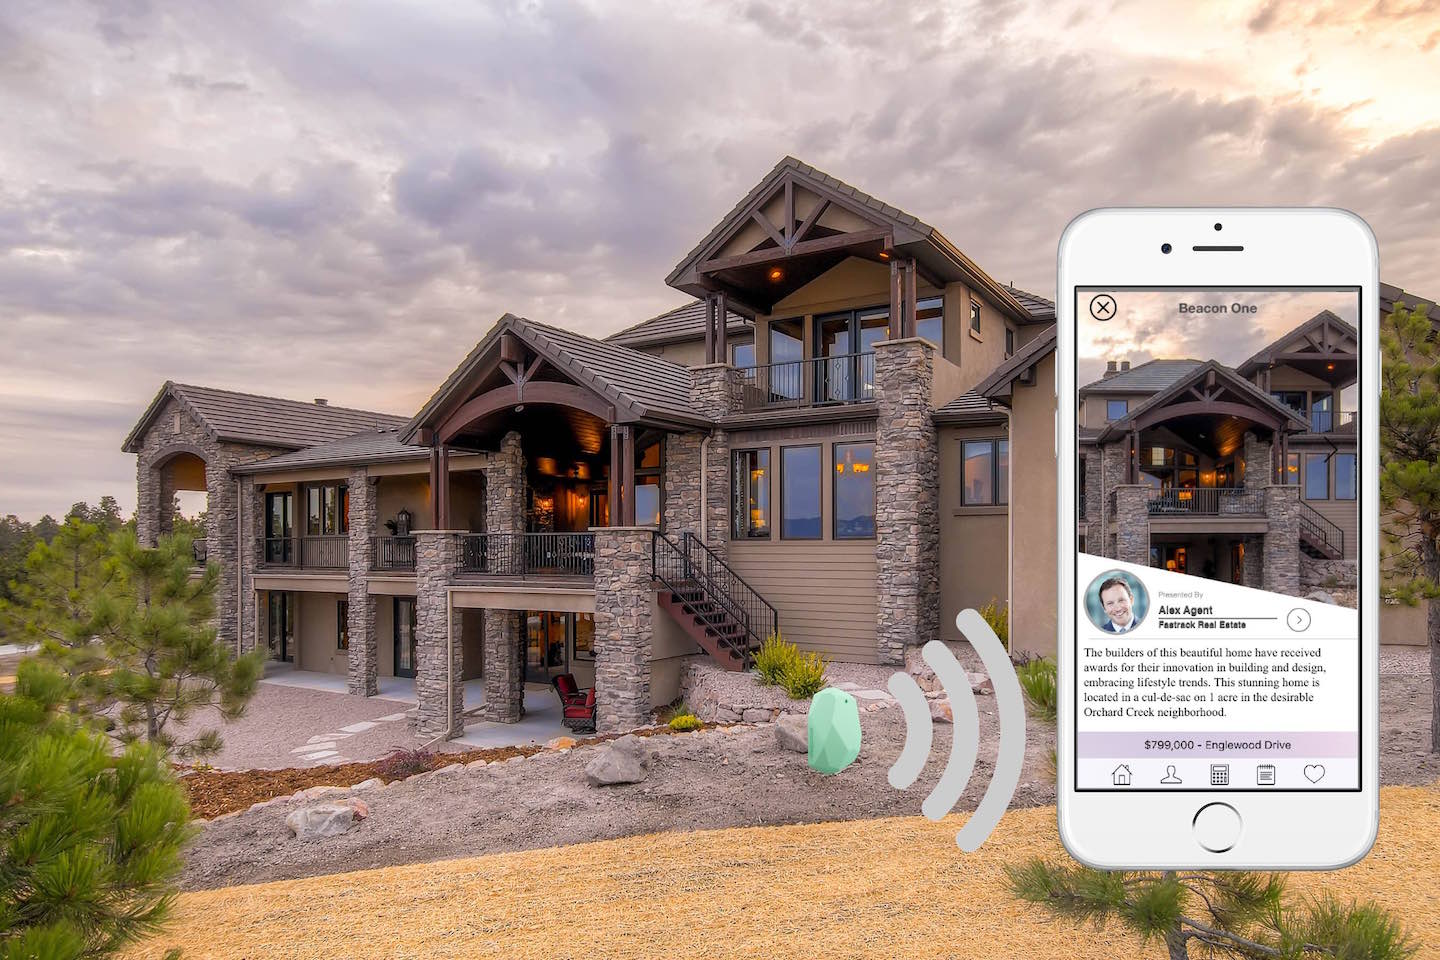 Beacon One
Presented By
Alex Agent
Fastrack Real Estate
The builders of this beautiful home have received
awards for their innovation in building and design,
embracing lifestyle trends. This stunning home is
located in a cul-de-sac on 1 acre in the desirable
Orchard Creek neighborhood.
$799,000 - Englewood Drive